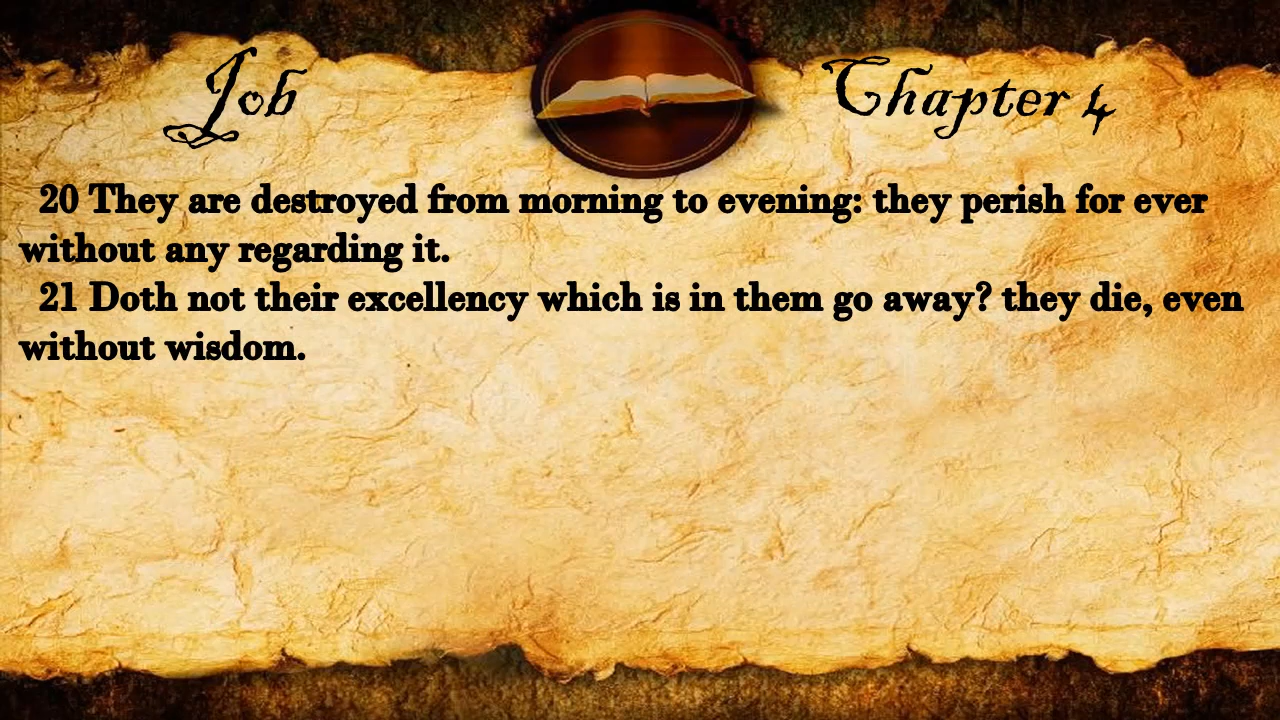 Job
Chapter 4
20 They are destroyed from morning to evening: they perish for ever
without any regarding it.
21 Doth not their excellency which is in them go away? they die, even
without wisdom.